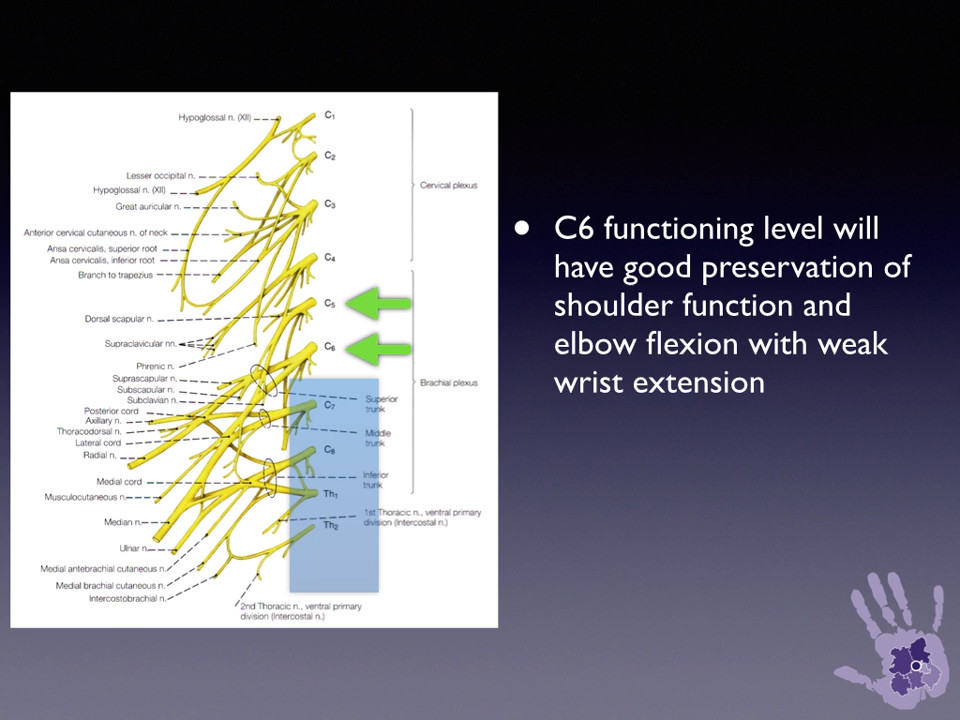 Hypoglossal n. (XII)
C1
C2
Lesser occipital n.
Hypoglossal n. (XII)
Cervical plexus
Great auricular n.
C3
Anterior cervical cutaneous n. of neck
Ansa cervicalis, superior root
Ansa cervicalis, inferior root
C4
Branch to trapezius
C5
Dorsal scapular n.
Supraclavicular nn.
C6
Phrenic n.
Suprascapular n.
Brachial plexus
Subscapular n.
Subclavian n.
Superior
trunk
C7
Posterior cord
Axillary n.
Thoracodorsal n.
Middle
trunk
Lateral cord
Radial n.
C8
Medial cord
Inferior
trunk
Musculocutaneous n.
Th1
Median n.
1st Thoracic n., ventral primary
division (Intercostal n.)
Th2
Ulnar n.
Medial antebrachial cutaneous n.
Medial brachial cutaneous n.
Intercostobrachial n.
2nd Thoracic n., ventral primary
division (Intercostal n.)
• C6 functioning level will
have good preservation of
shoulder function and
elbow flexion with weak
wrist extension